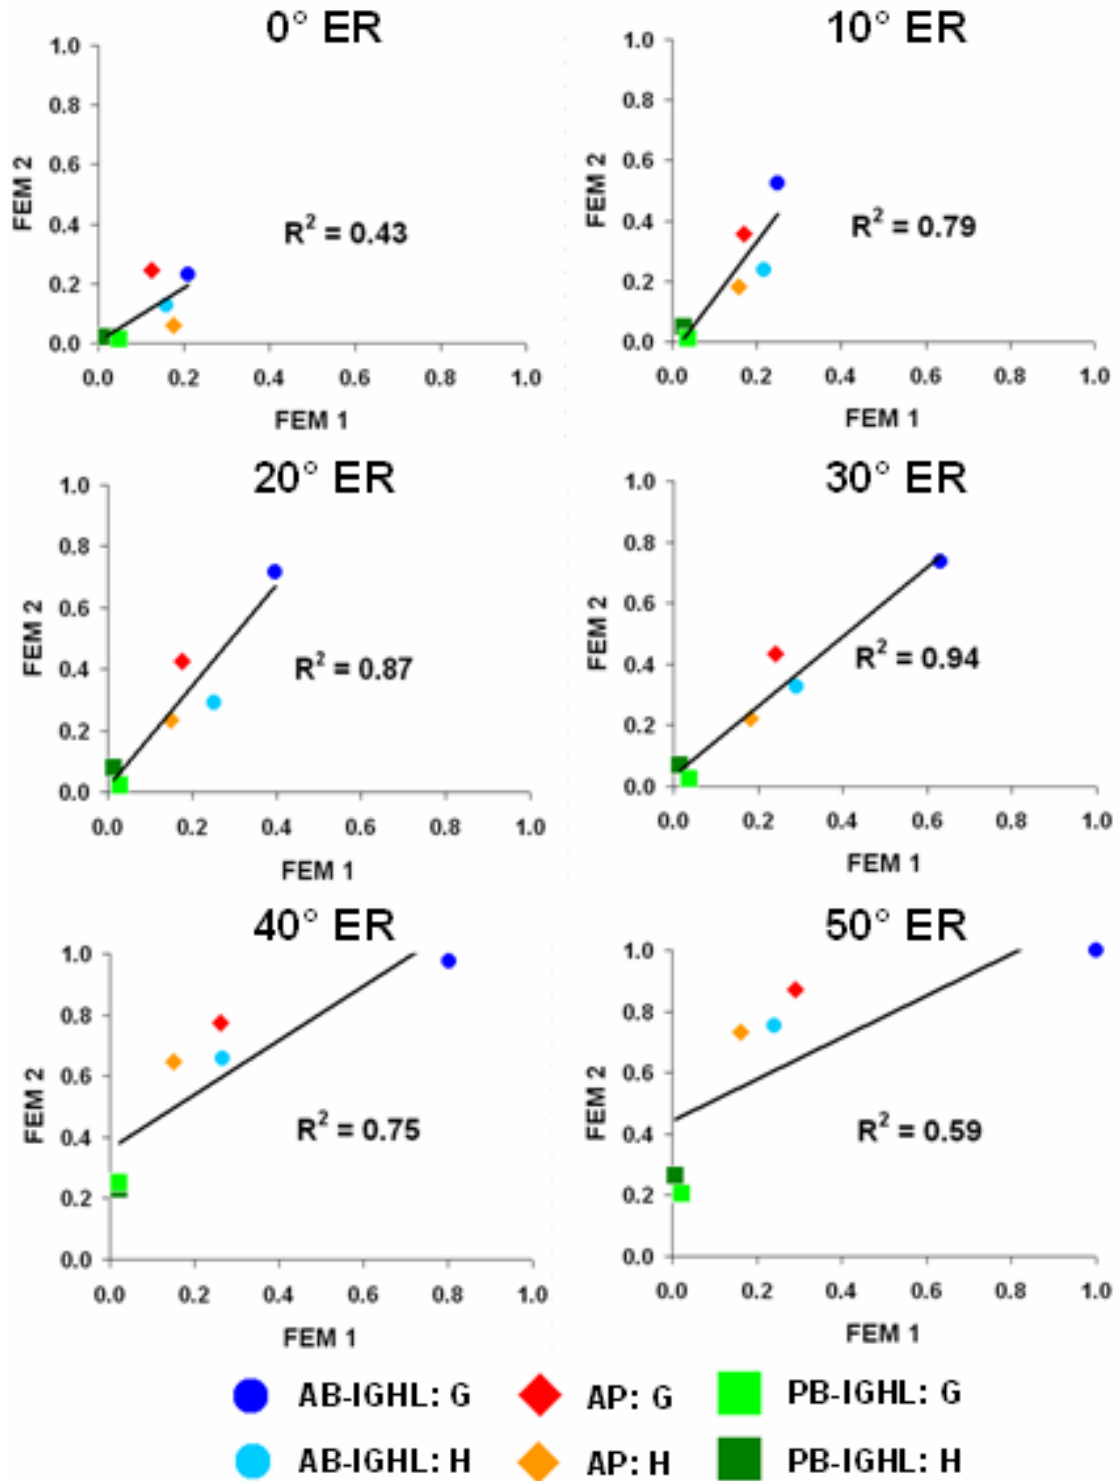 0° ER
1.0
0.8
0.6
0.4
0.2
0.0
FEM 2
R² = 0.43
0.0 0.2 0.4 0.6 0.8 1.0
FEM 1
10° ER
1.0
0.8
0.6
0.4
0.2
0.0
FEM 2
R² = 0.79
0.0 0.2 0.4 0.6 0.8 1.0
FEM 1
20° ER
1.0
0.8
0.6
0.4
0.2
0.0
FEM 2
R² = 0.87
0.0 0.2 0.4 0.6 0.8 1.0
FEM 1
30° ER
1.0
0.8
0.6
0.4
0.2
0.0
FEM 2
R² = 0.94
0.0 0.2 0.4 0.6 0.8 1.0
FEM 1
40° ER
1.0
0.8
0.6
0.4
0.2
0.0
FEM 2
R² = 0.75
0.0 0.2 0.4 0.6 0.8 1.0
FEM 1
50° ER
1.0
0.8
0.6
0.4
0.2
0.0
FEM 2
R² = 0.59
0.0 0.2 0.4 0.6 0.8 1.0
FEM 1
AB-IGHL: G AP: G PB-IGHL: G
AB-IGHL: H AP: H PB-IGHL: H